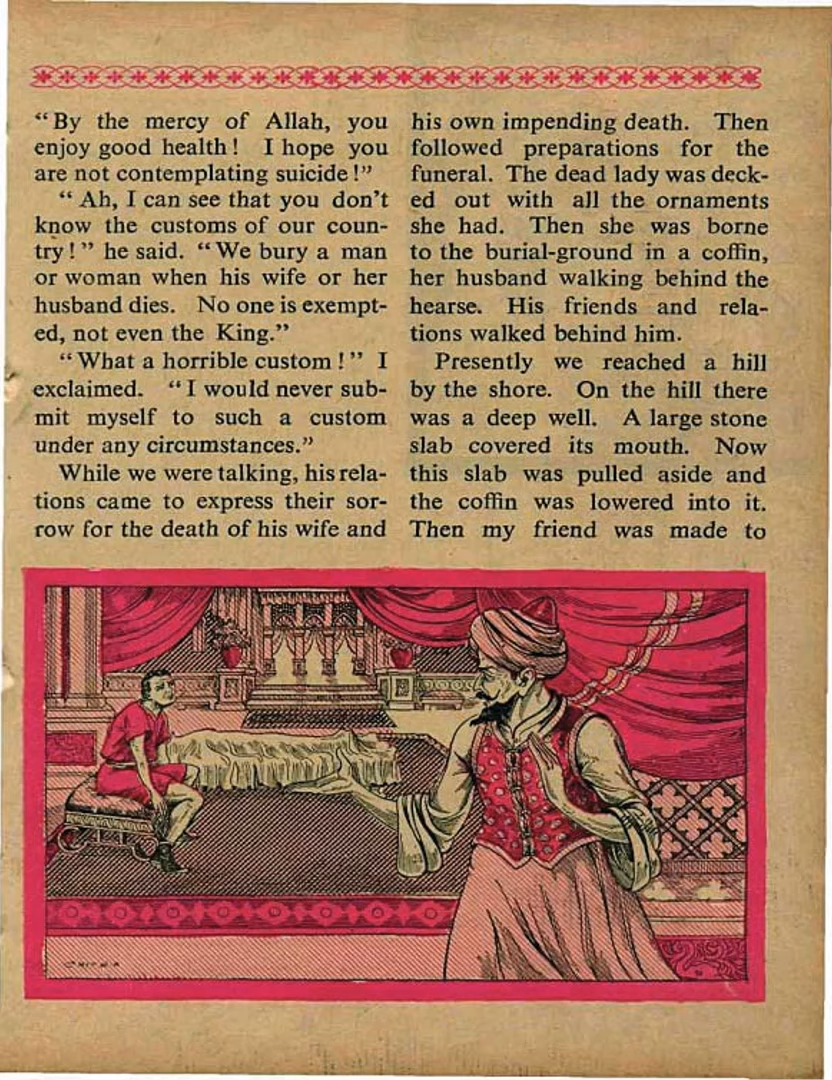 “By the mercy of Allah, you
enjoy good health! I hope you
are not contemplating suicide!”
“Ah, I can see that you don’t
know the customs of our coun-
try!” he said. “We bury a man
or woman when his wife or her
husband dies. No one is exempt-
ed, not even the King.”
“What a horrible custom!” I
exclaimed. “I would never sub-
mit myself to such a custom
under any circumstances.”
While we were talking, his rela-
tions came to express their sor-
row for the death of his wife and
his own impending death. Then
followed preparations for the
funeral. The dead lady was deck-
ed out with all the ornaments
she had. Then she was borne
to the burial-ground in a coffin,
her husband walking behind the
hearse. His friends and rela-
tions walked behind him.
Presently we reached a hill
by the shore. On the hill there
was a deep well. A large stone
slab covered its mouth. Now
this slab was pulled aside and
the coffin was lowered into it.
Then my friend was made to
CHITRA